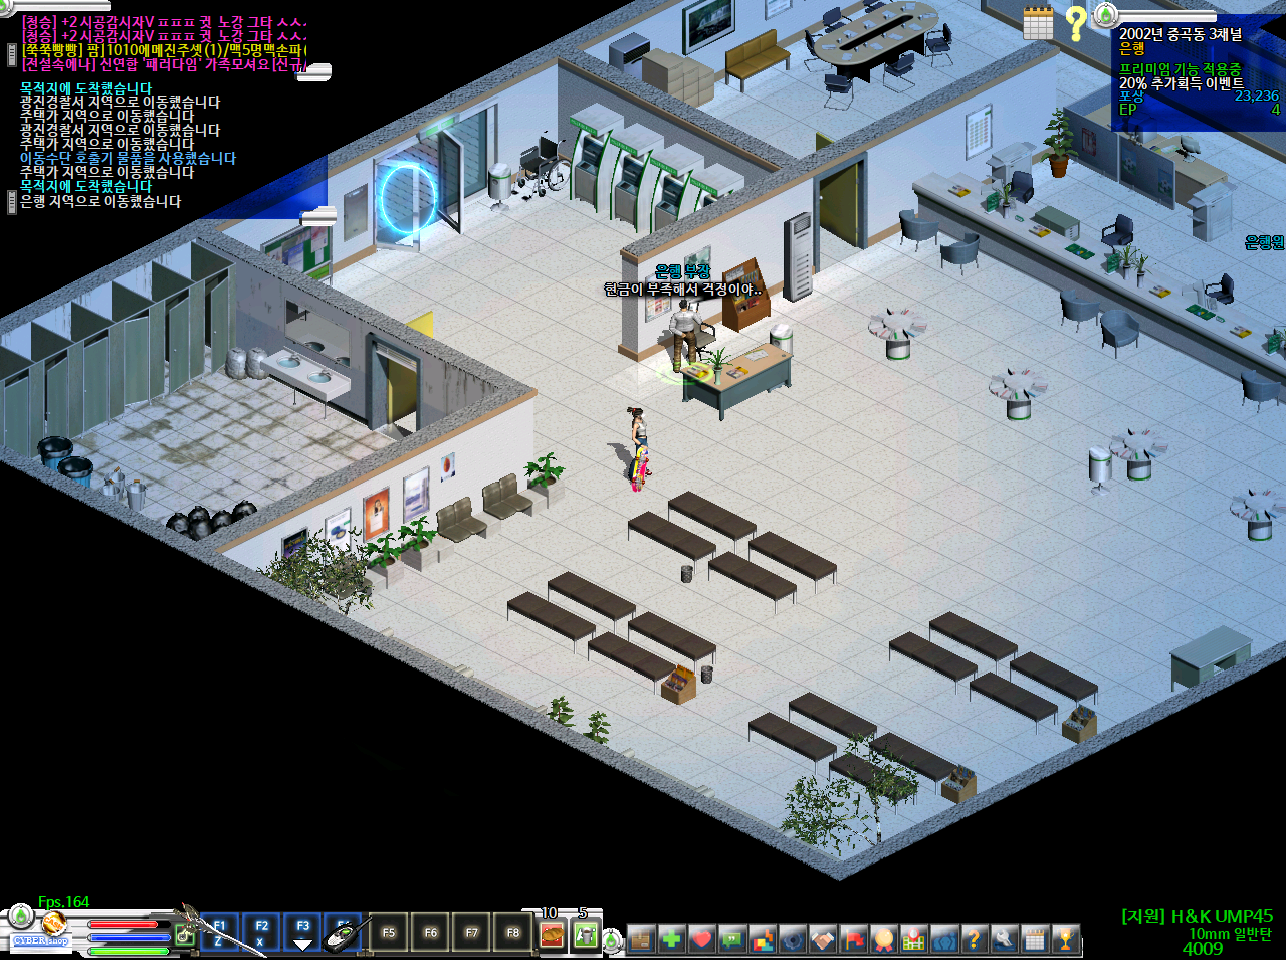 [청승] +2 시공감시자V ㅍㅍㅍ 귓 노강 그타 ㅅㅅ
[청승] +2 시공감시자V ㅍㅍㅍ 귓 노강 그타 ㅅㅅ
[쭉쭉빵빵] 팜] 1010에메진주셋(1)/맥5명맥손파(
[전설속에나] 신연합 '패러다임' 가족모셔요[신규/
목적지에 도착했습니다
광진경찰서 지역으로 이동했습니다
주택가 지역으로 이동했습니다
광진경찰서 지역으로 이동했습니다
주택가 지역으로 이동했습니다
이동수단 호출기 물품을 사용했습니다
주택가 지역으로 이동했습니다
목적지에 도착했습니다
은행 지역으로 이동했습니다
2002년 중곡동 3채널
은행
프리미엄 기능 적용중
20% 추가획득 이벤트
포상 23,236
EP 4
은행원
은행 부장
현금이 부족해서 걱정이야..
Fps.164
CYBER shop
F1 F2 F3 F4 F5 F6 F7 F8
Z X
10 5
[지원] H&K UMP45
10mm 일반탄
4009